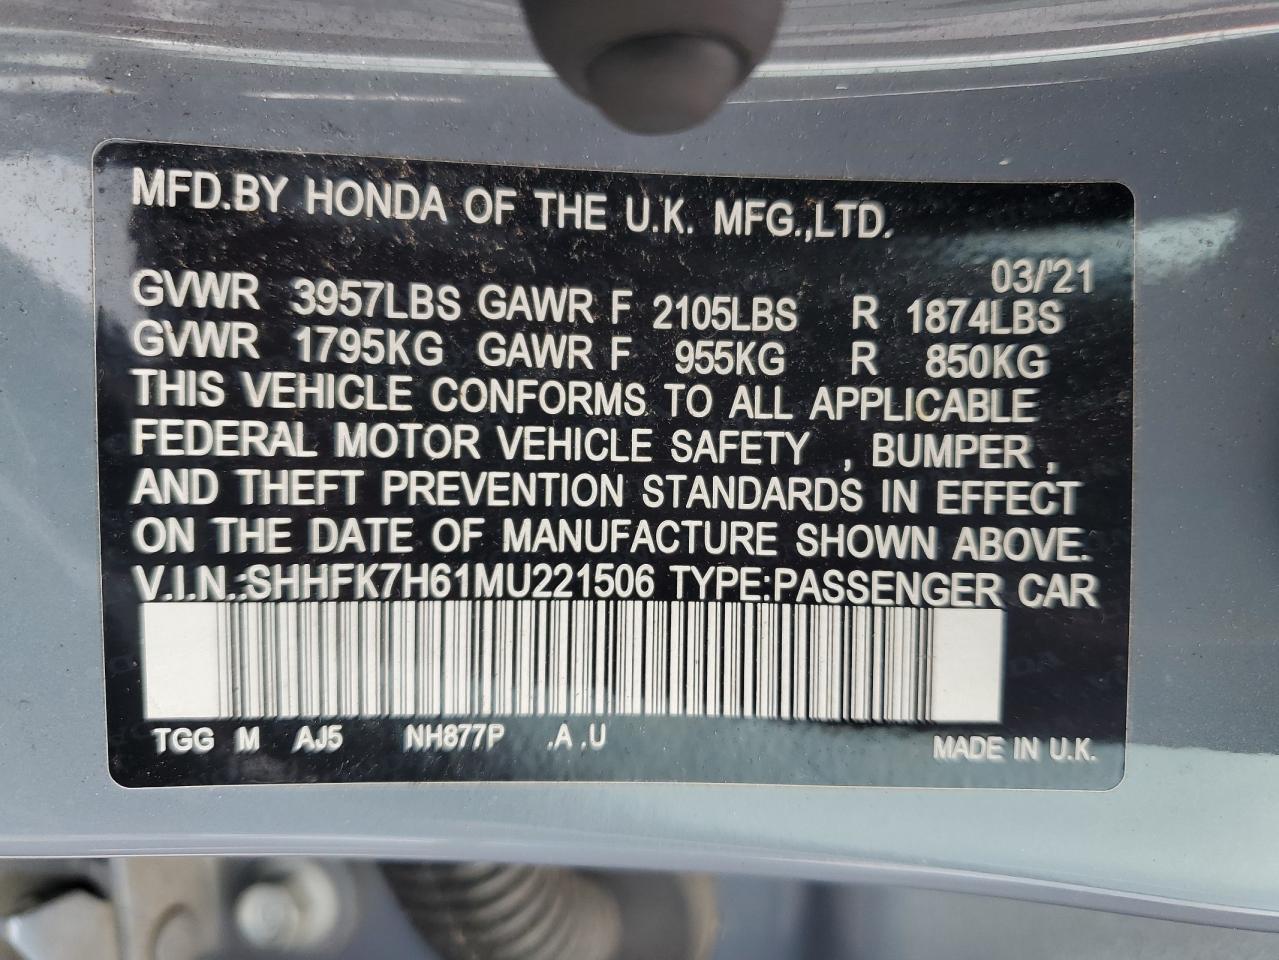 MFD.BY HONDA OF THE U.K. MFG.,LTD.
03/'21
GVWR 3957LBS GAWR F 2105LBS R 1874LBS
GVWR 1795KG GAWR F 955KG R 850KG
THIS VEHICLE CONFORMS TO ALL APPLICABLE
FEDERAL MOTOR VEHICLE SAFETY , BUMPER ,
AND THEFT PREVENTION STANDARDS IN EFFECT
ON THE DATE OF MANUFACTURE SHOWN ABOVE.
V.I.N.:SHHFK7H61MU221506 TYPE:PASSENGER CAR
TGG M AJ5 NH877P .A .U
MADE IN U.K.